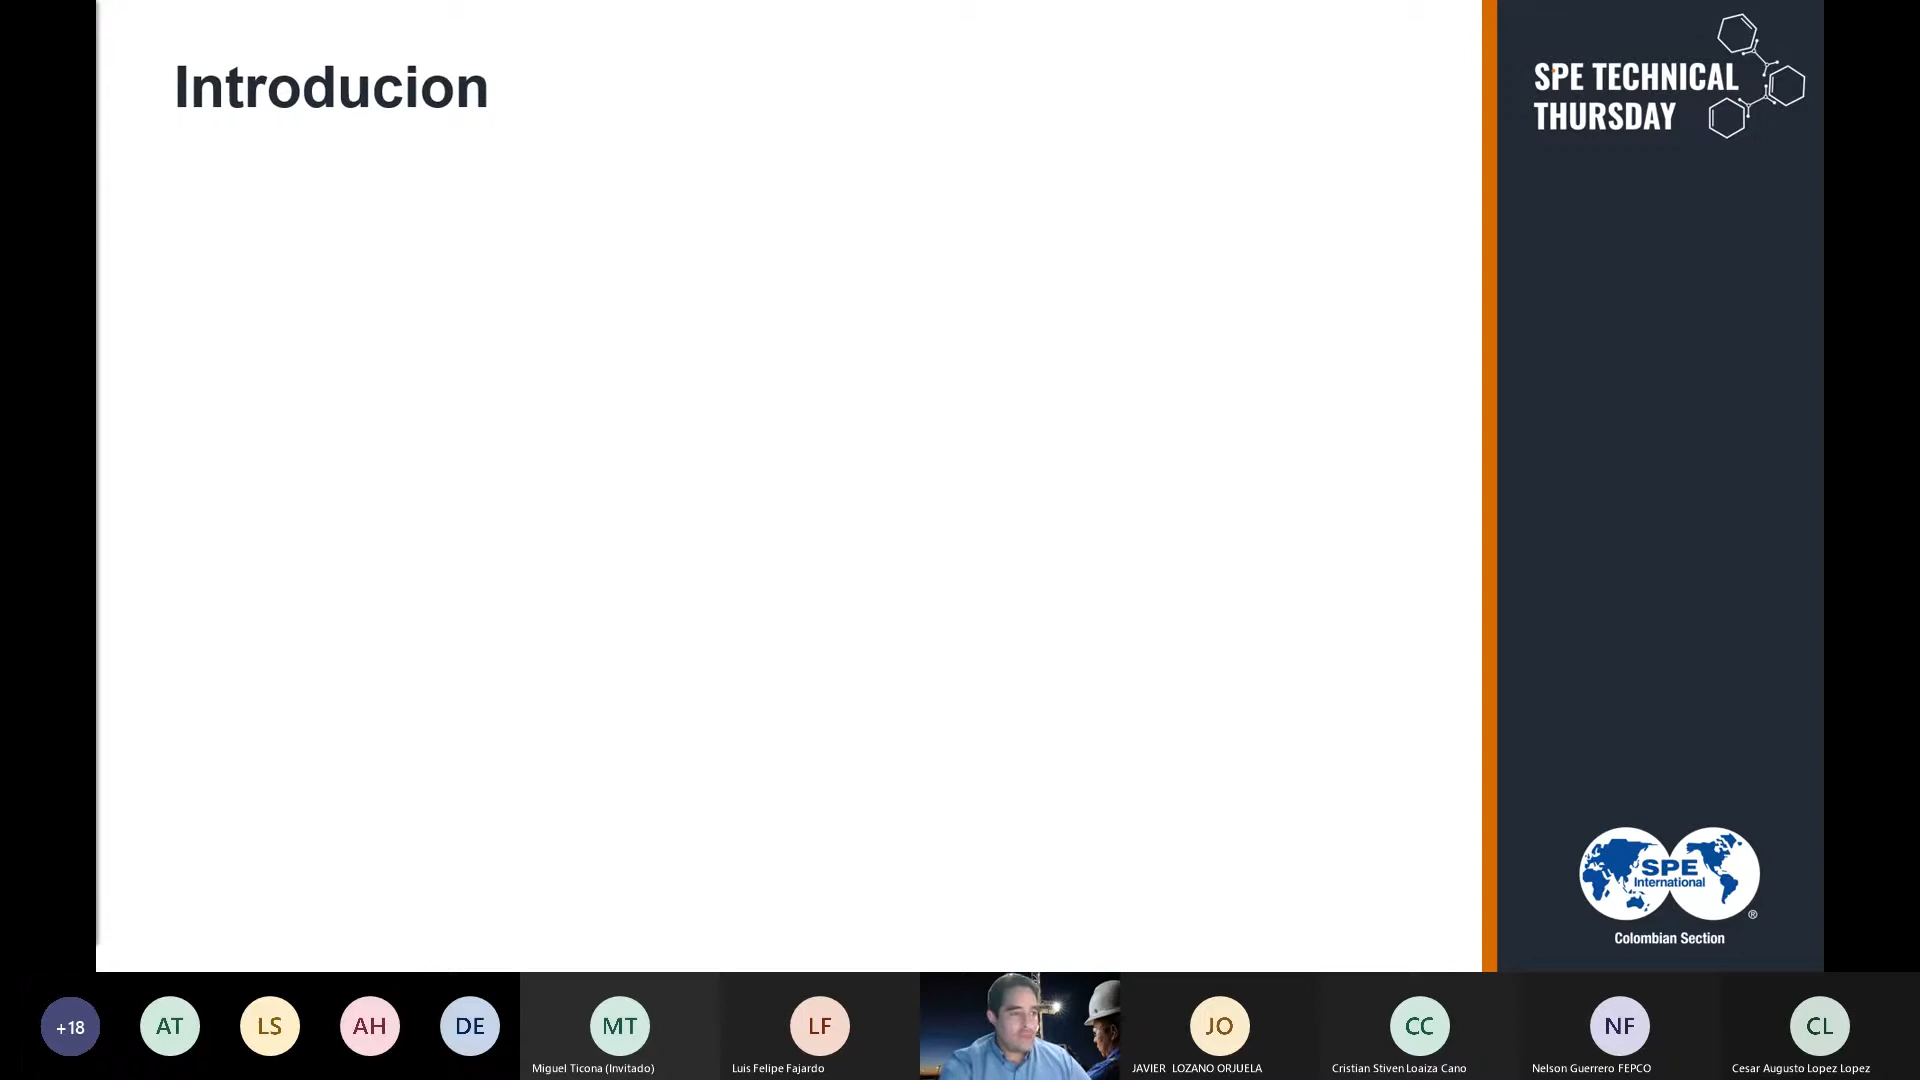 Introducion
SPE TECHNICAL
THURSDAY
SPE
International
®
Colombian Section
+18
AT
LS
AH
DE
MT
LF
JO
CC
NF
CL
Miguel Ticona (Invitado)
Luis Felipe Fajardo
JAVIER LOZANO ORJUELA
Cristian Stiven Loaiza Cano
Nelson Guerrero FEPCO
Cesar Augusto Lopez Lopez